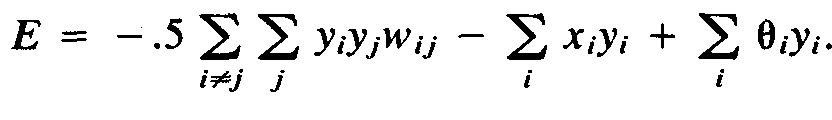 E = −.5 ∑_{i≠j} ∑_{j} y_i y_j w_{ij} − ∑_{i} x_i y_i + ∑_{i} θ_i y_i.